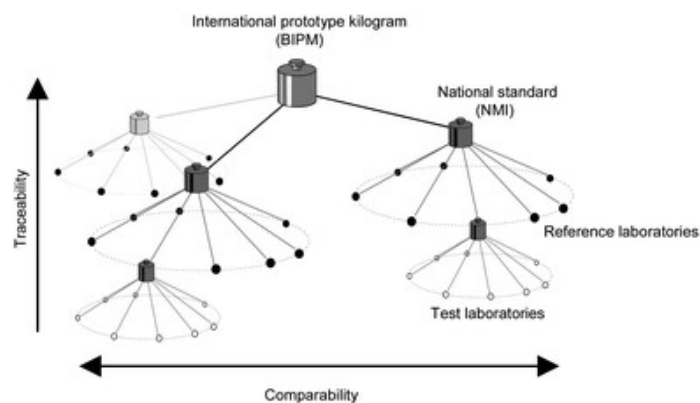 International prototype kilogram
(BIPM)
National standard
(NMI)
Traceability
Reference laboratories
Test laboratories
Comparability